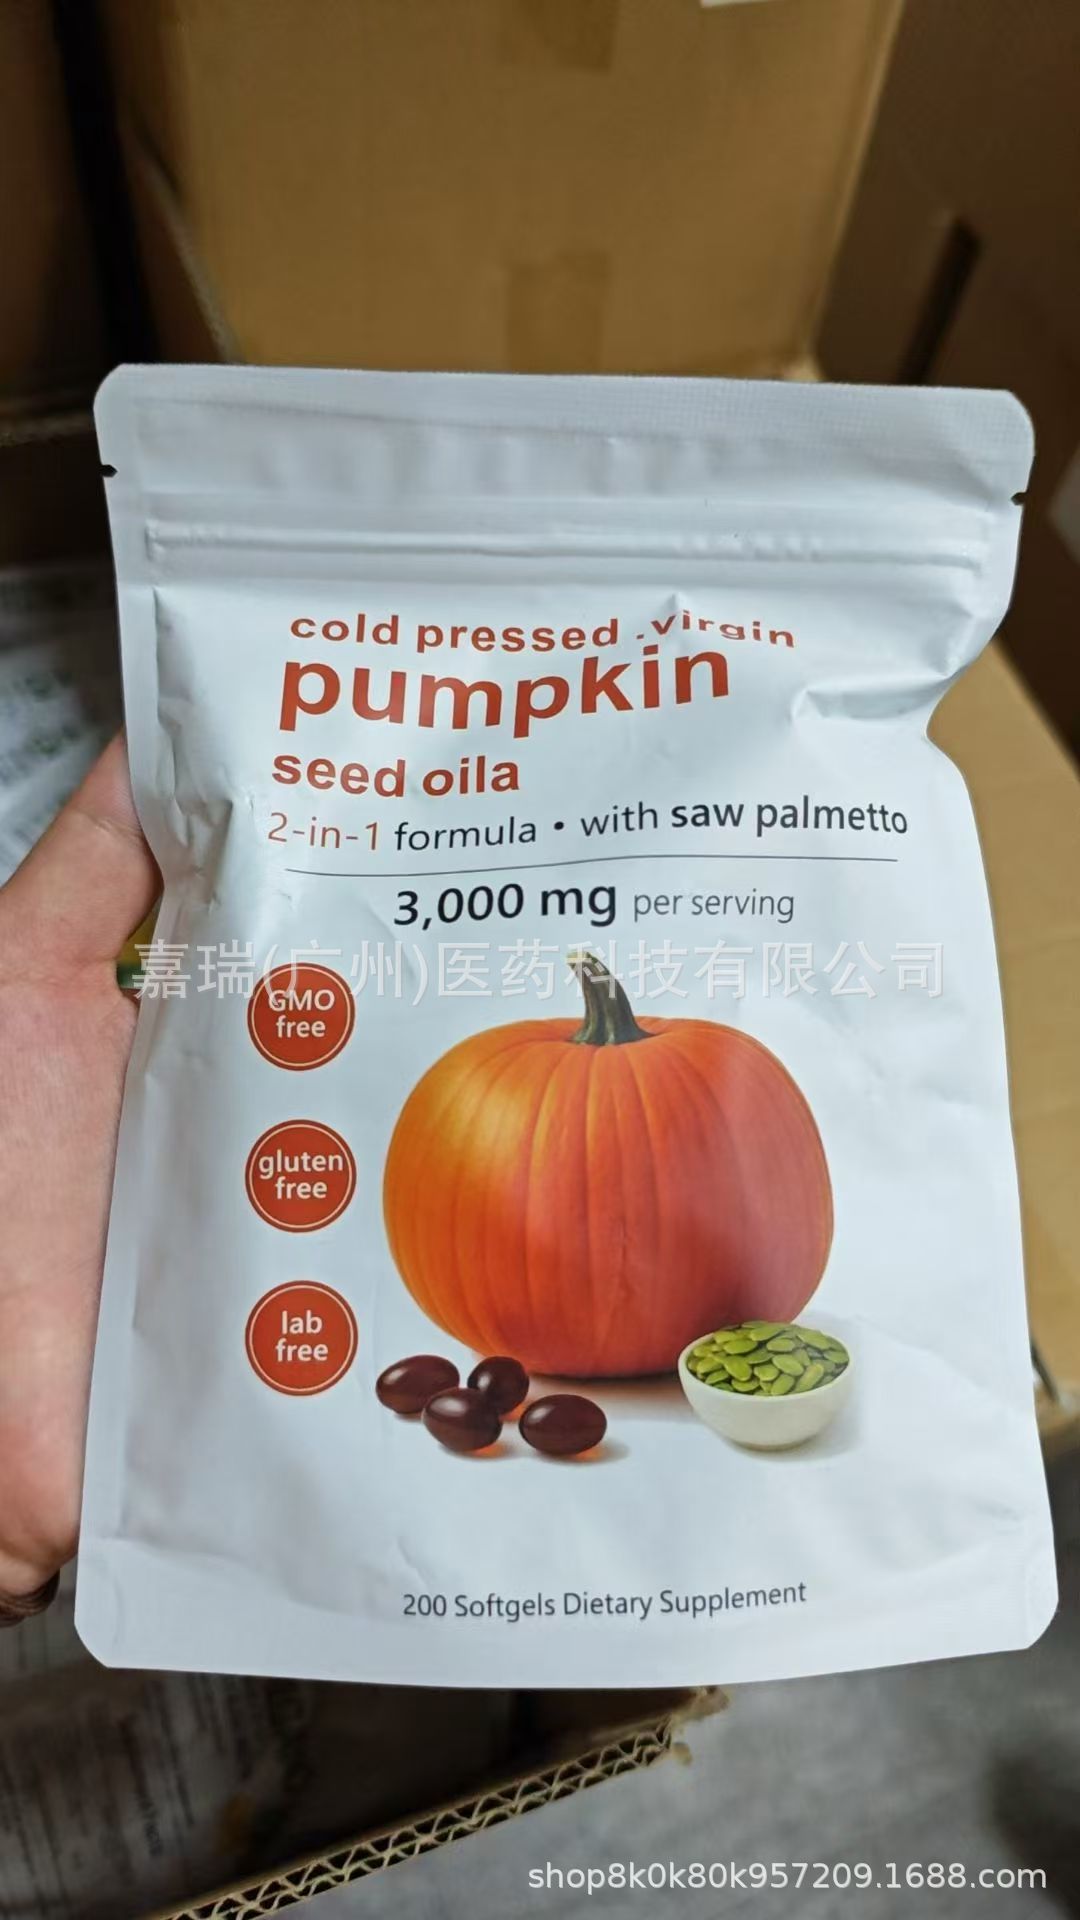 cold pressed .virgin
pumpkin
seed oila
2-in-1 formula • with saw palmetto
3,000 mg per serving
嘉瑞(广州)医药科技有限公司
GMO
free
gluten
free
lab
free
200 Softgels Dietary Supplement
shop8k0k80k957209.1688.com